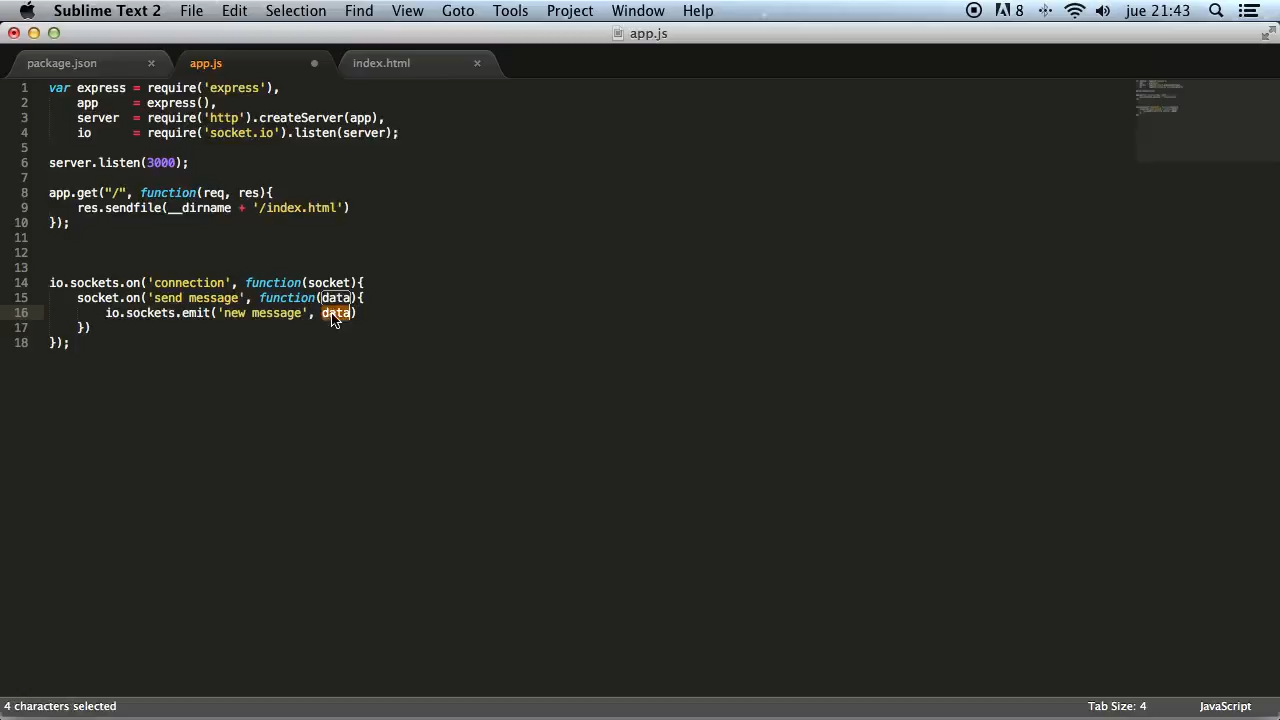 Sublime Text 2 File Edit Selection Find View Goto Tools Project Window Help 8 jue 21:43
app.js
package.json × app.js index.html ×
1 var express = require('express'),
2 app = express(),
3 server = require('http').createServer(app),
4 io = require('socket.io').listen(server);
5
6 server.listen(3000);
7
8 app.get("/", function(req, res){
9 res.sendfile(__dirname + '/index.html')
10 });
11
12
13
14 io.sockets.on('connection', function(socket){
15 socket.on('send message', function(data){
16 io.sockets.emit('new message', data)
17 })
18 });
4 characters selected Tab Size: 4 JavaScript